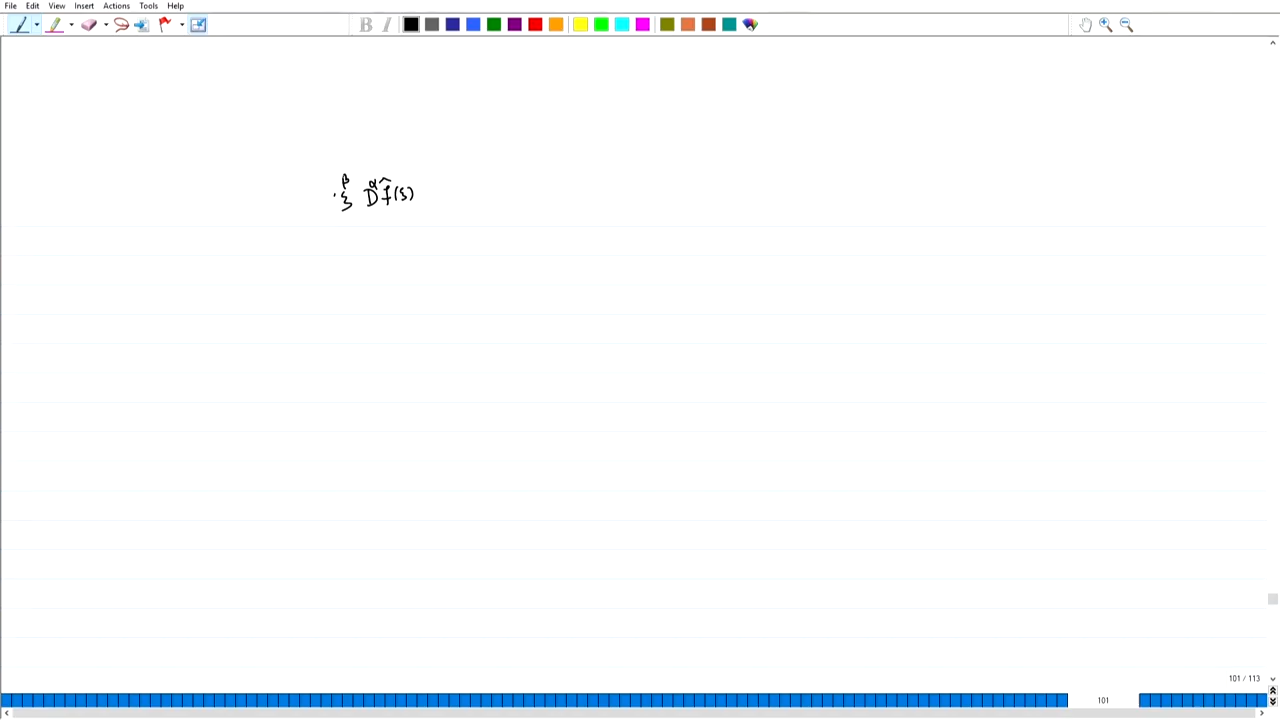 File Edit View Insert Actions Tools Help
B I
ξ^β D^α f̂(ξ)
101 / 113
101